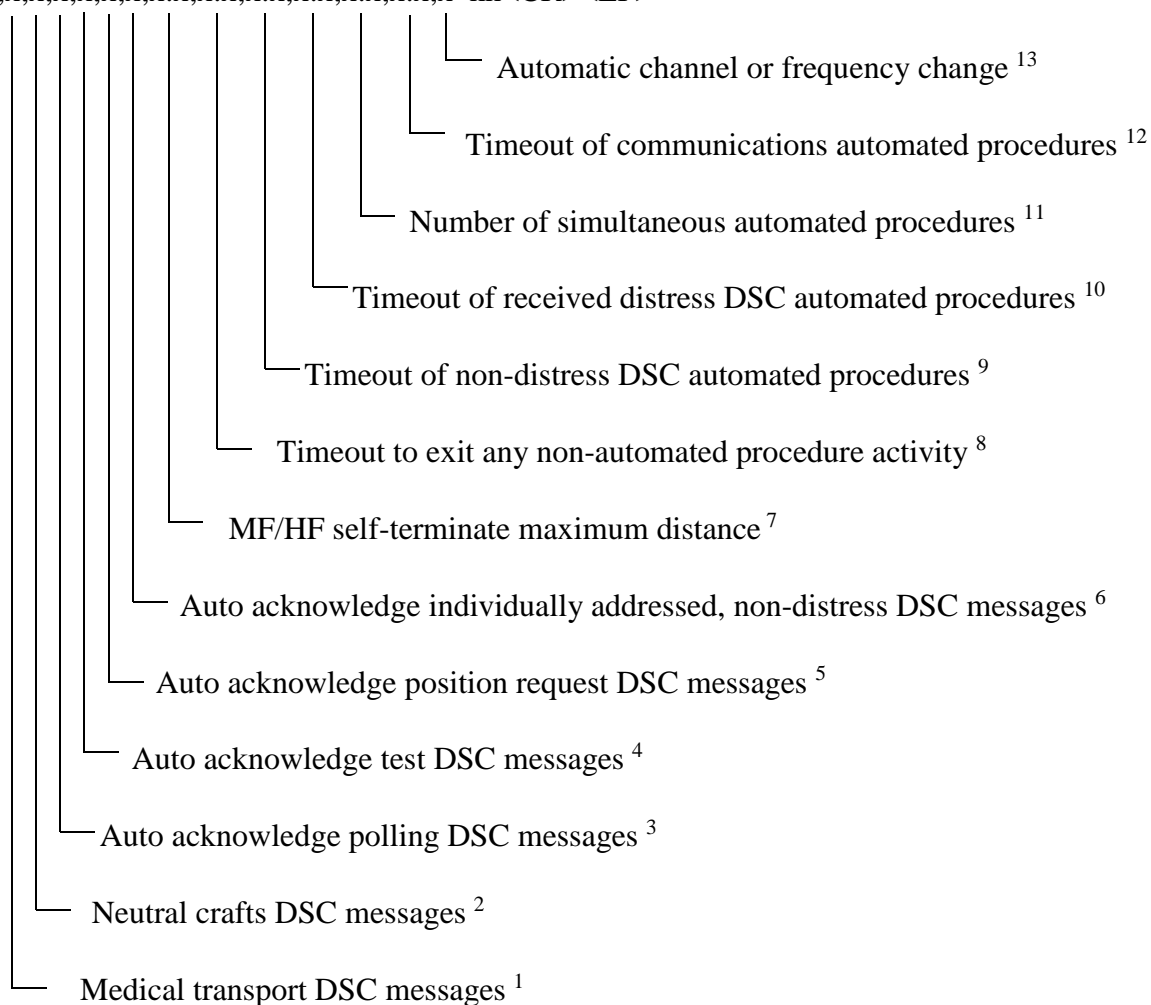 Automatic channel or frequency change 13
Timeout of communications automated procedures 12
Number of simultaneous automated procedures 11
Timeout of received distress DSC automated procedures 10
Timeout of non-distress DSC automated procedures 9
Timeout to exit any non-automated procedure activity 8
MF/HF self-terminate maximum distance 7
Auto acknowledge individually addressed, non-distress DSC messages 6
Auto acknowledge position request DSC messages 5
Auto acknowledge test DSC messages 4
Auto acknowledge polling DSC messages 3
Neutral crafts DSC messages 2
Medical transport DSC messages 1